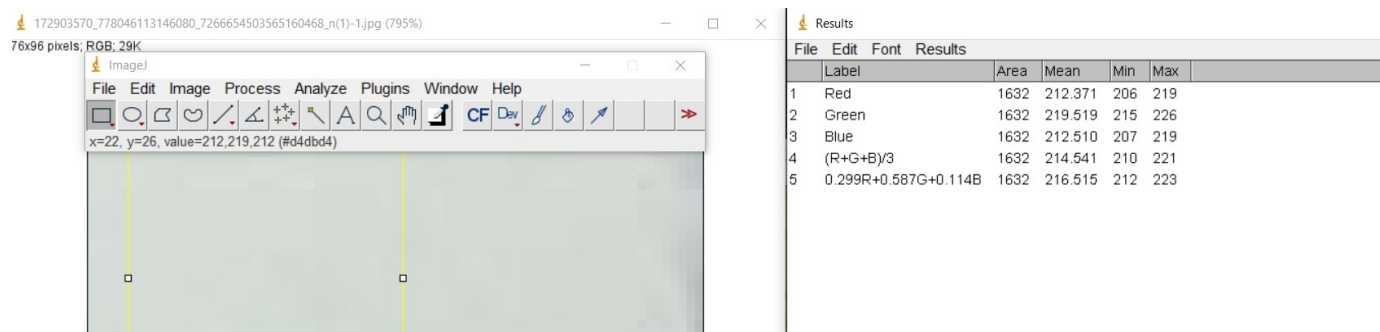 172903570_778046113146080_7266654503565160468_n(1)-1.jpg (795%)
76x96 pixels; RGB; 29K
ImageJ
File Edit Image Process Analyze Plugins Window Help
A CF Dev >>
x=22, y=26, value=212,219,212 (#d4dbd4)
Results
File Edit Font Results
Label Area Mean Min Max
1 Red 1632 212.371 206 219
2 Green 1632 219.519 215 226
3 Blue 1632 212.510 207 219
4 (R+G+B)/3 1632 214.541 210 221
5 0.299R+0.587G+0.114B 1632 216.515 212 223